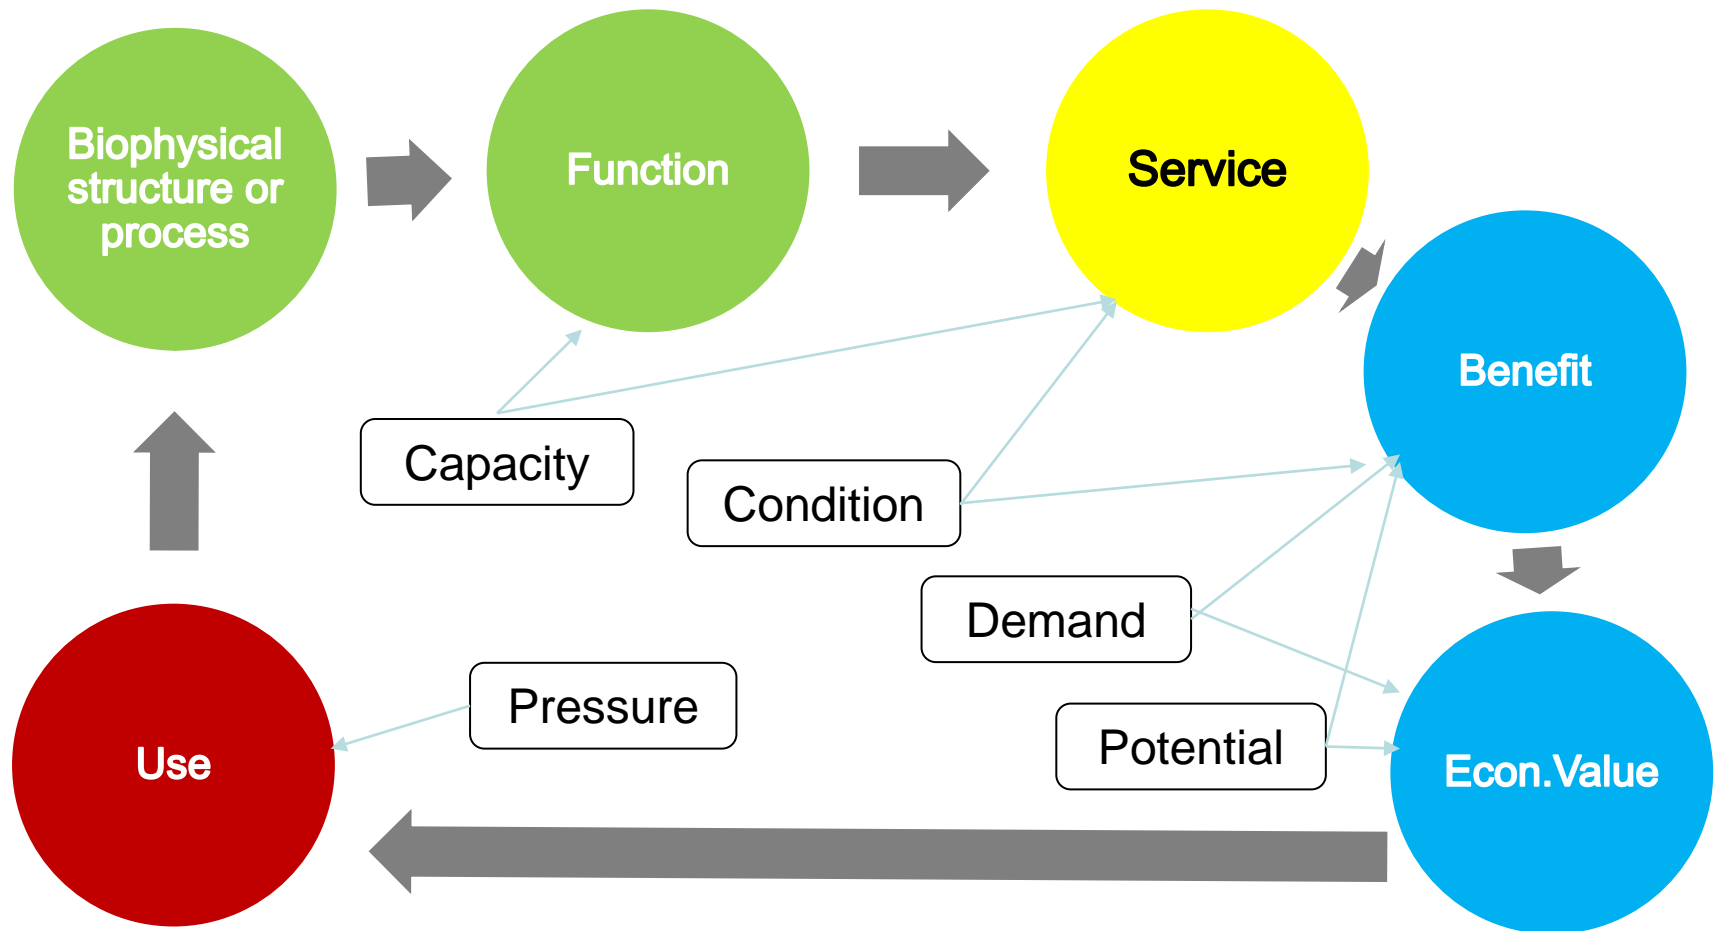 Biophysical
structure or
process
Function
Service
Benefit
Capacity
Condition
Demand
Pressure
Potential
Use
Econ.Value